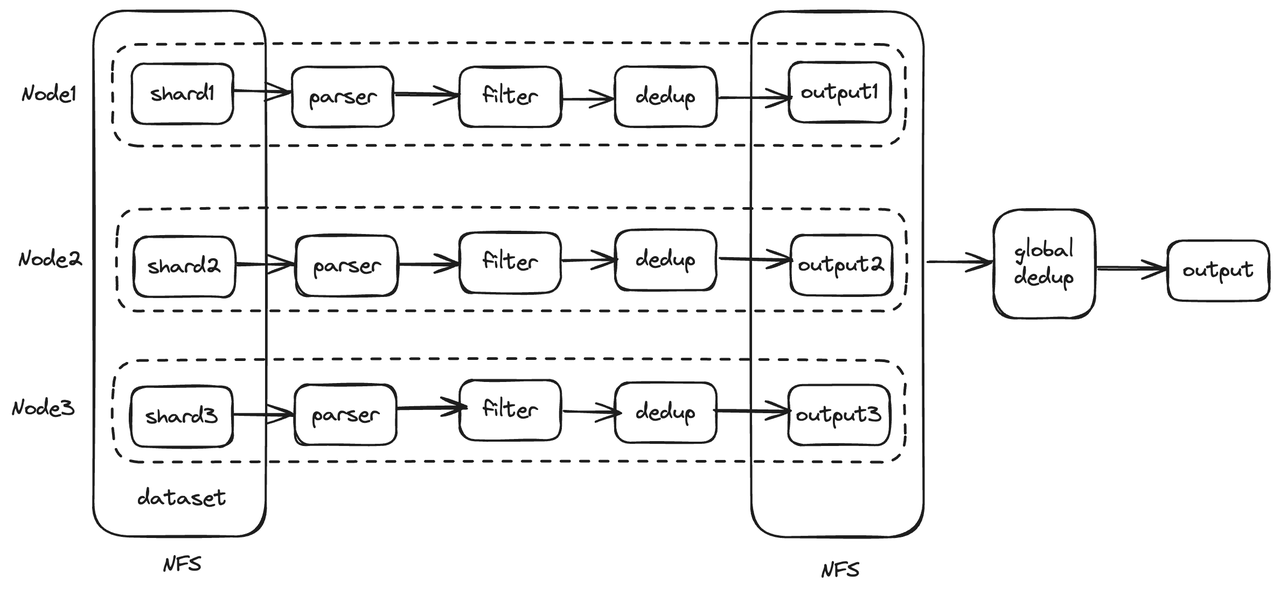 Node1
shard1
parser
filter
dedup
output1
Node2
shard2
parser
filter
dedup
output2
global
dedup
output
Node3
shard3
parser
filter
dedup
output3
dataset
NFS
NFS